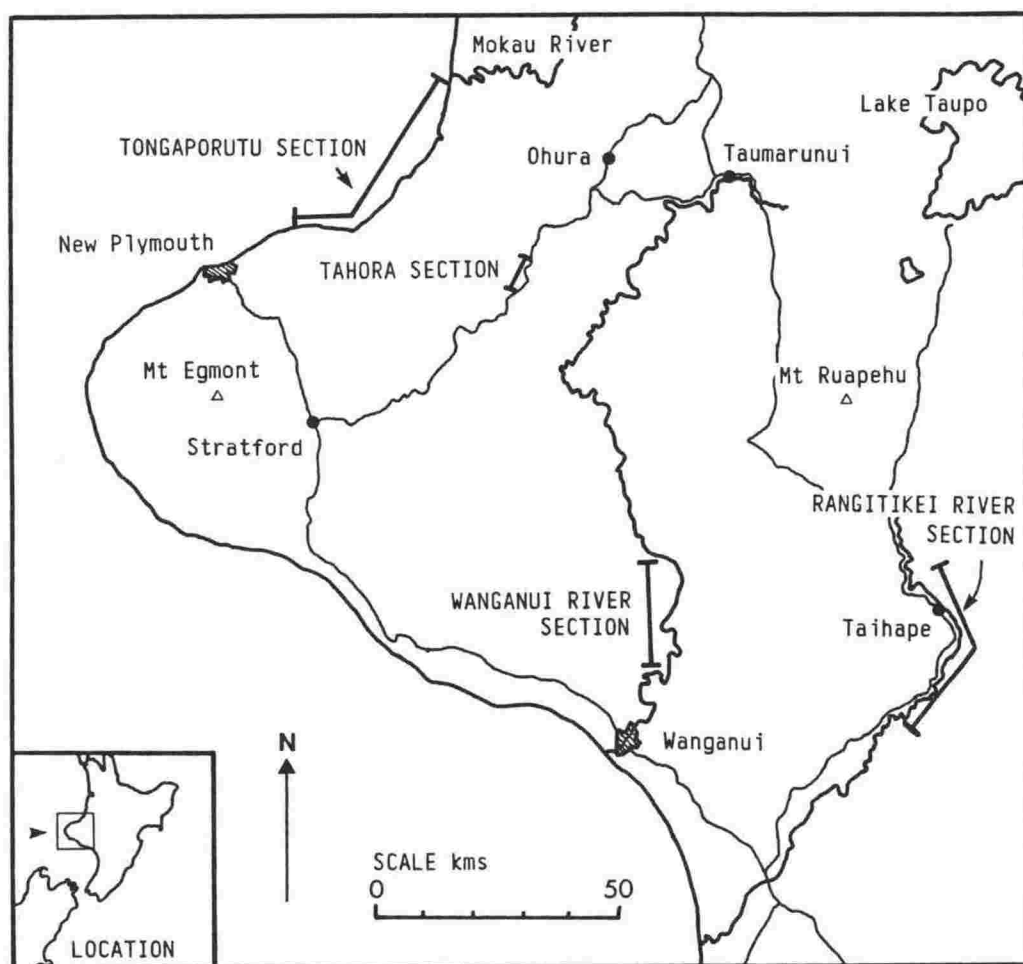 Mokau River
Lake Taupo
TONGAPORUTU SECTION
Ohura
Taumarunui
New Plymouth
TAHORA SECTION
Mt Egmont
Mt Ruapehu
Stratford
RANGITIKEI RIVER
SECTION
WANGANUI RIVER
SECTION
Taihape
N
Wanganui
SCALE kms
0 50
LOCATION